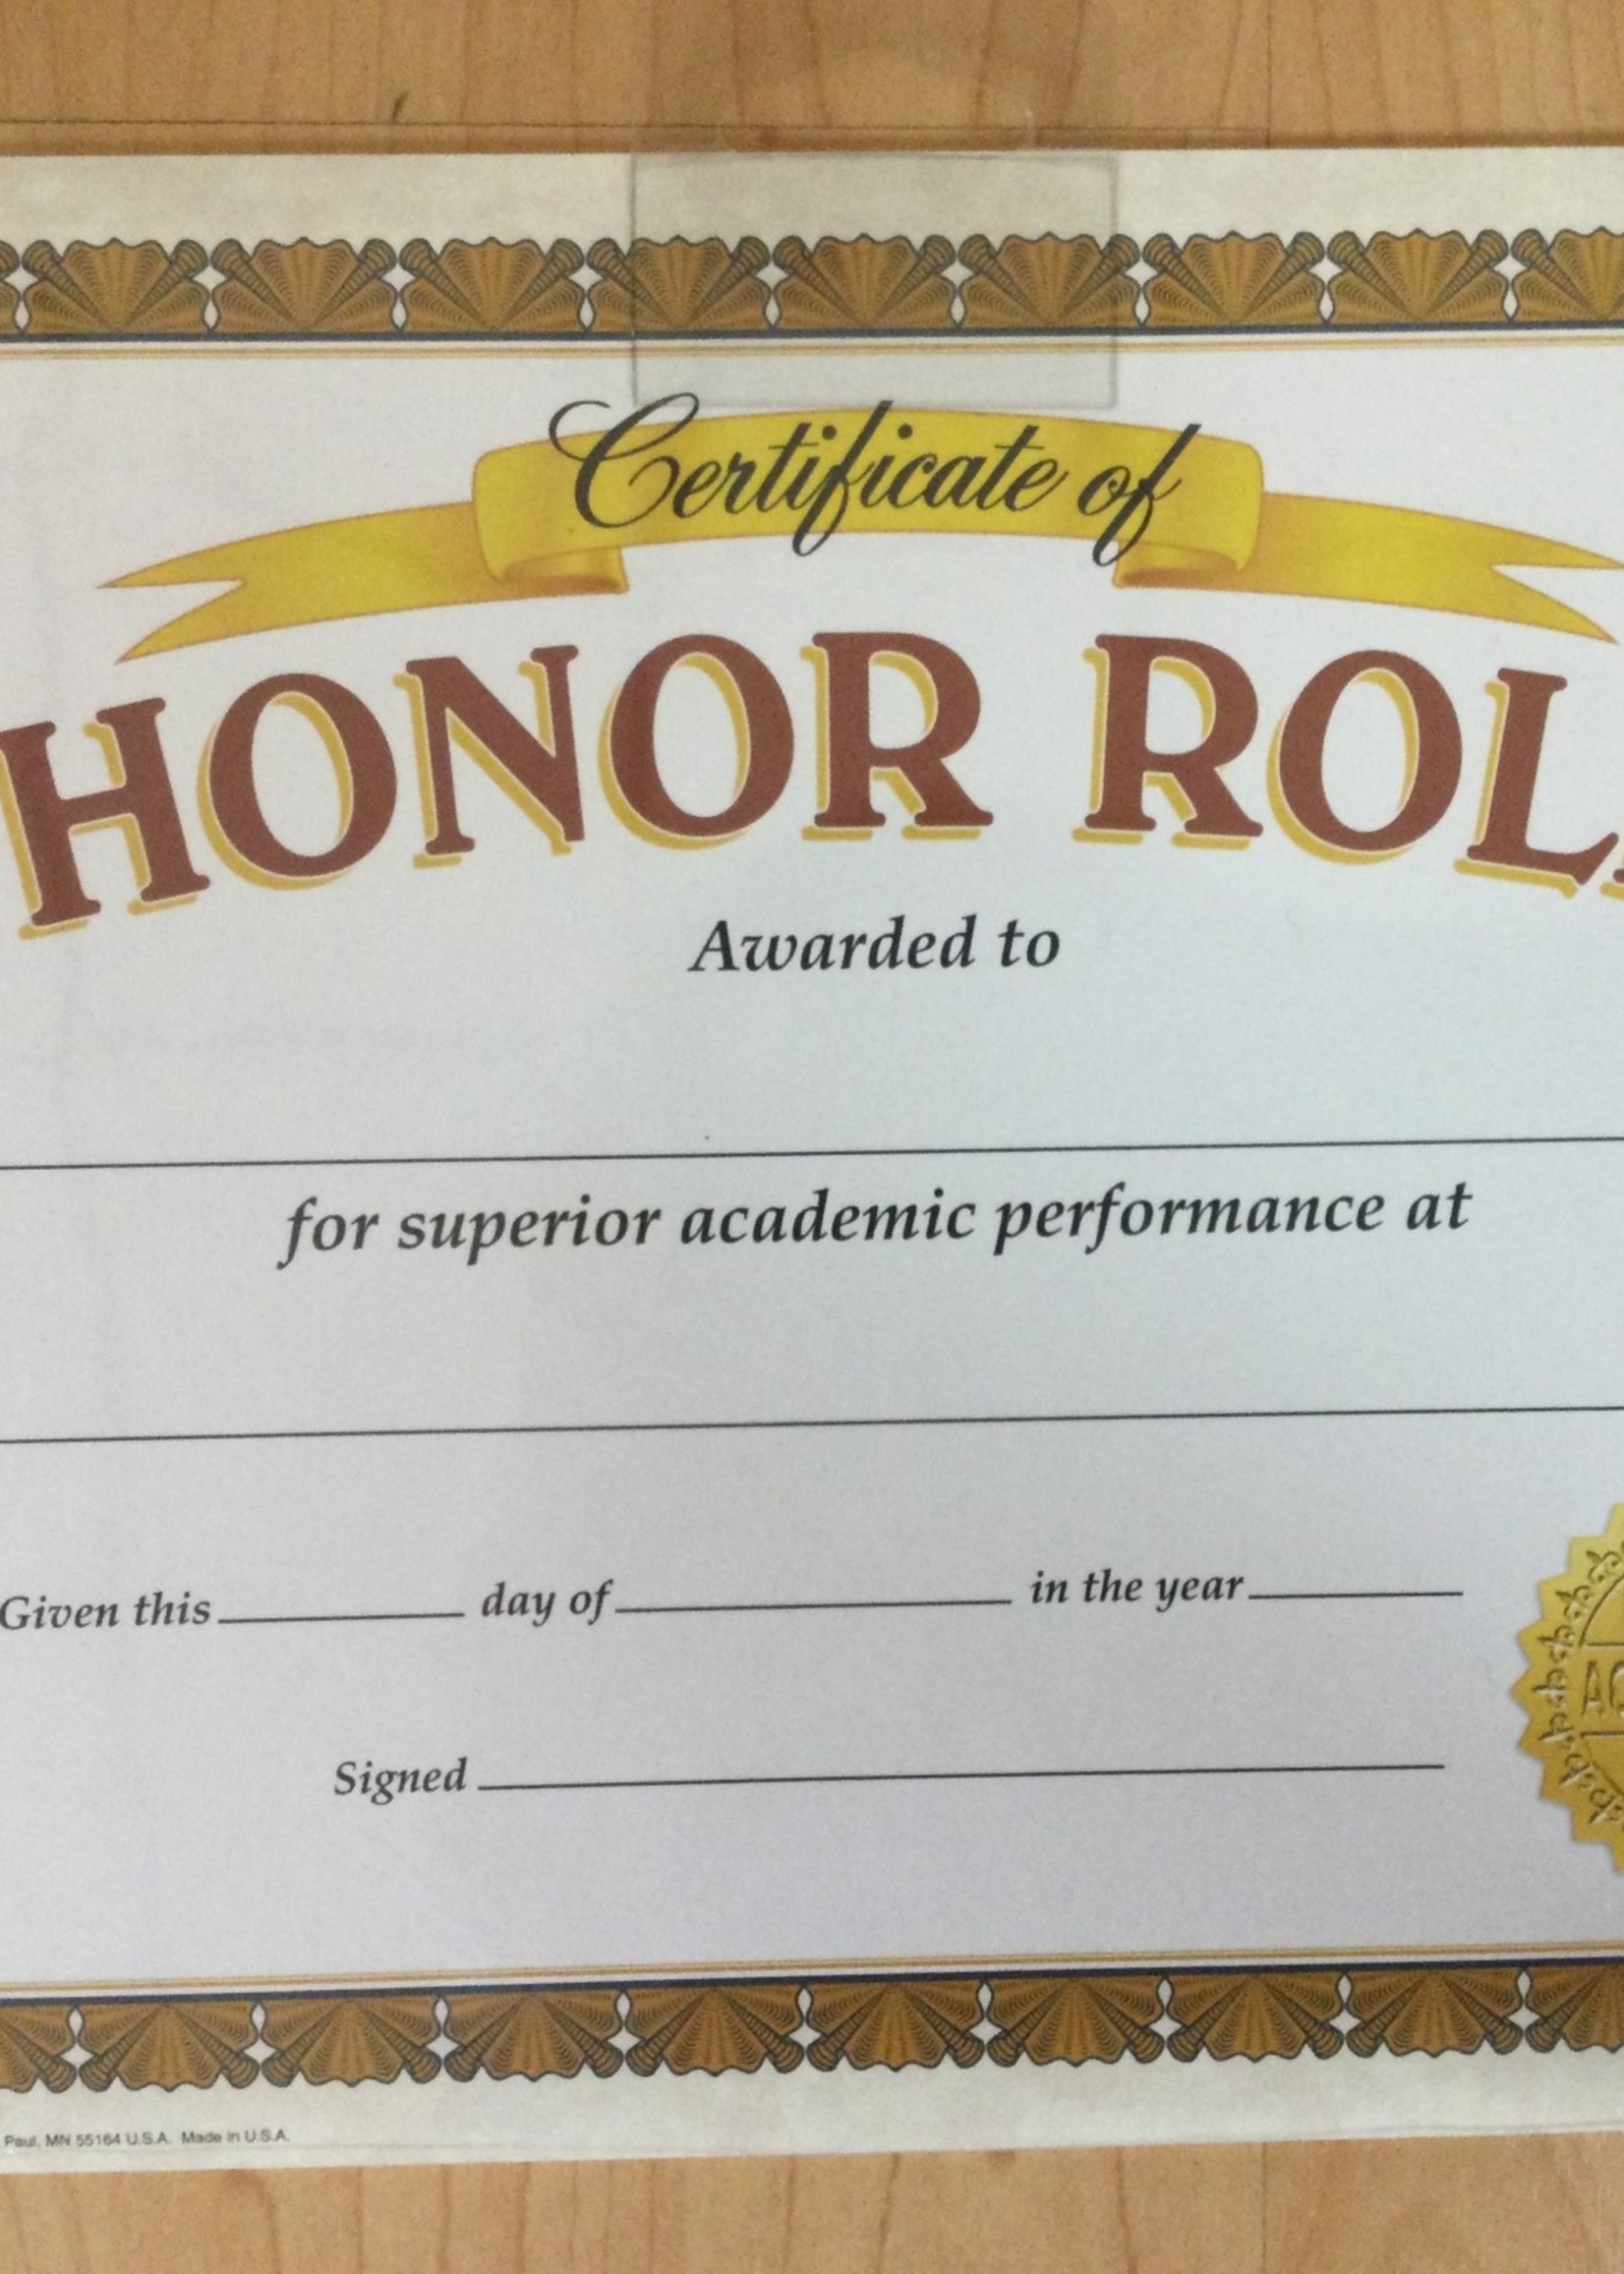 Certificate of
HONOR ROL
Awarded to
for superior academic performance at
Given this day of in the year
Signed
Paul, MN 55164 U.S.A. Made in U.S.A.